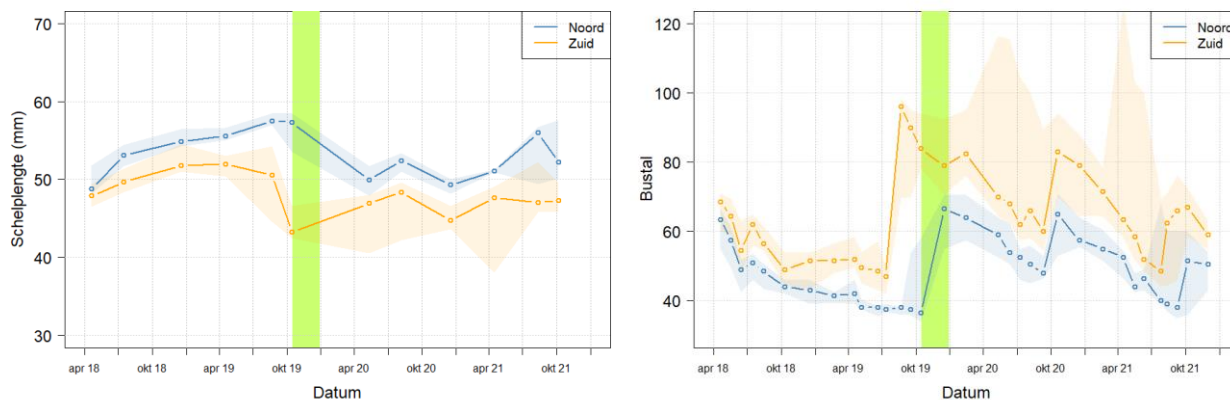 70
60
50
40
30
Schelplengte (mm)
Noord
Zuid
apr 18
okt 18
apr 19
okt 19
apr 20
okt 20
apr 21
okt 21
Datum
120
100
80
60
40
Bustal
Noord
Zuid
apr 18
okt 18
apr 19
okt 19
apr 20
okt 20
apr 21
okt 21
Datum